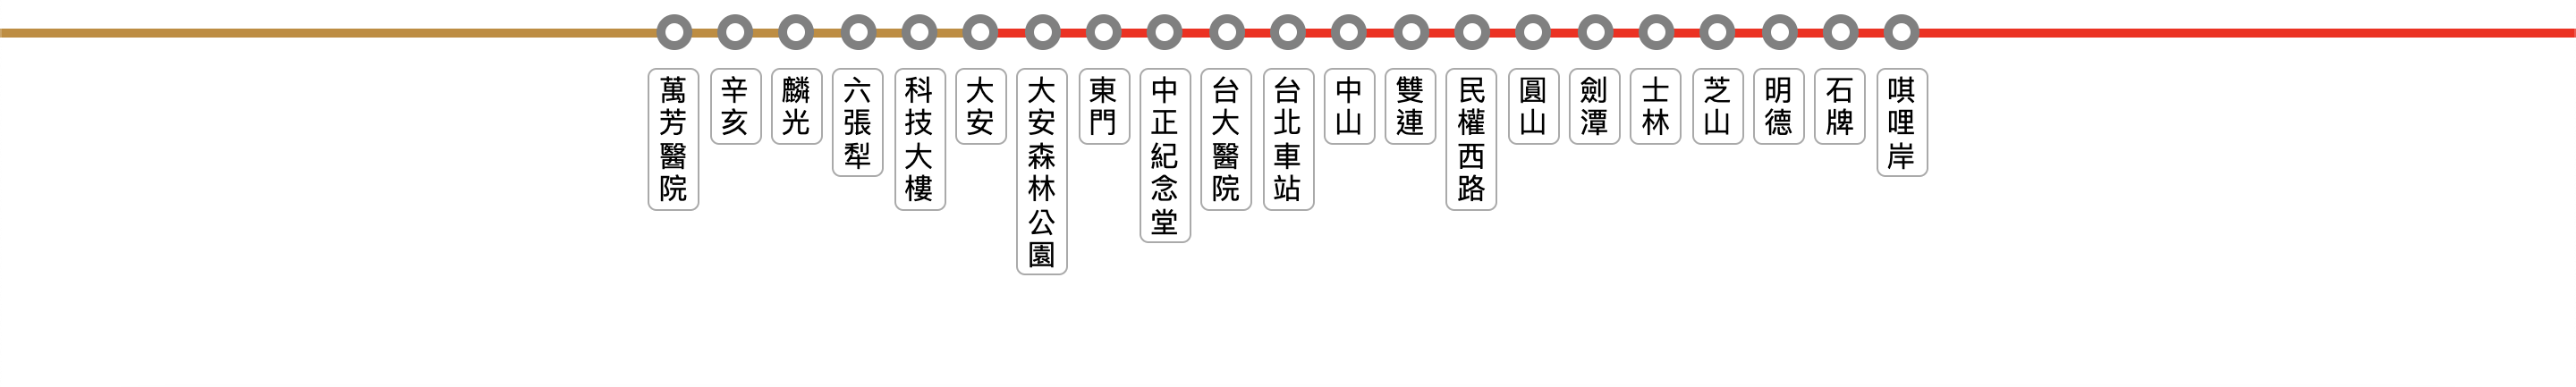 萬芳醫院
辛亥
麟光
六張犁
科技大樓
大安
大安森林公園
東門
中正紀念堂
台大醫院
台北車站
中山
雙連
民權西路
圓山
劍潭
士林
芝山
明德
石牌
唭哩岸